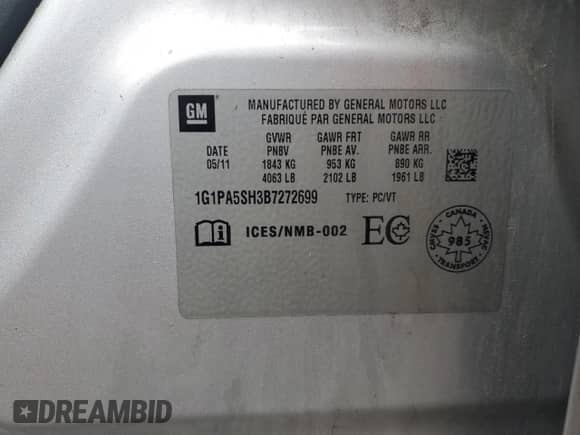 GM
MANUFACTURED BY GENERAL MOTORS LLC
FABRIQUÉ PAR GENERAL MOTORS LLC
GVWR GAWR FRT GAWR RR
DATE PNBV PNBE AV. PNBE ARR.
05/11 1843 KG 953 KG 890 KG
4063 LB 2102 LB 1961 LB
1G1PA5SH3B7272699 TYPE: PC/VT
ICES/NMB-002 EC
CANADA
CMVSS 985 NSVAC
TRANSPORT
DREAMBID